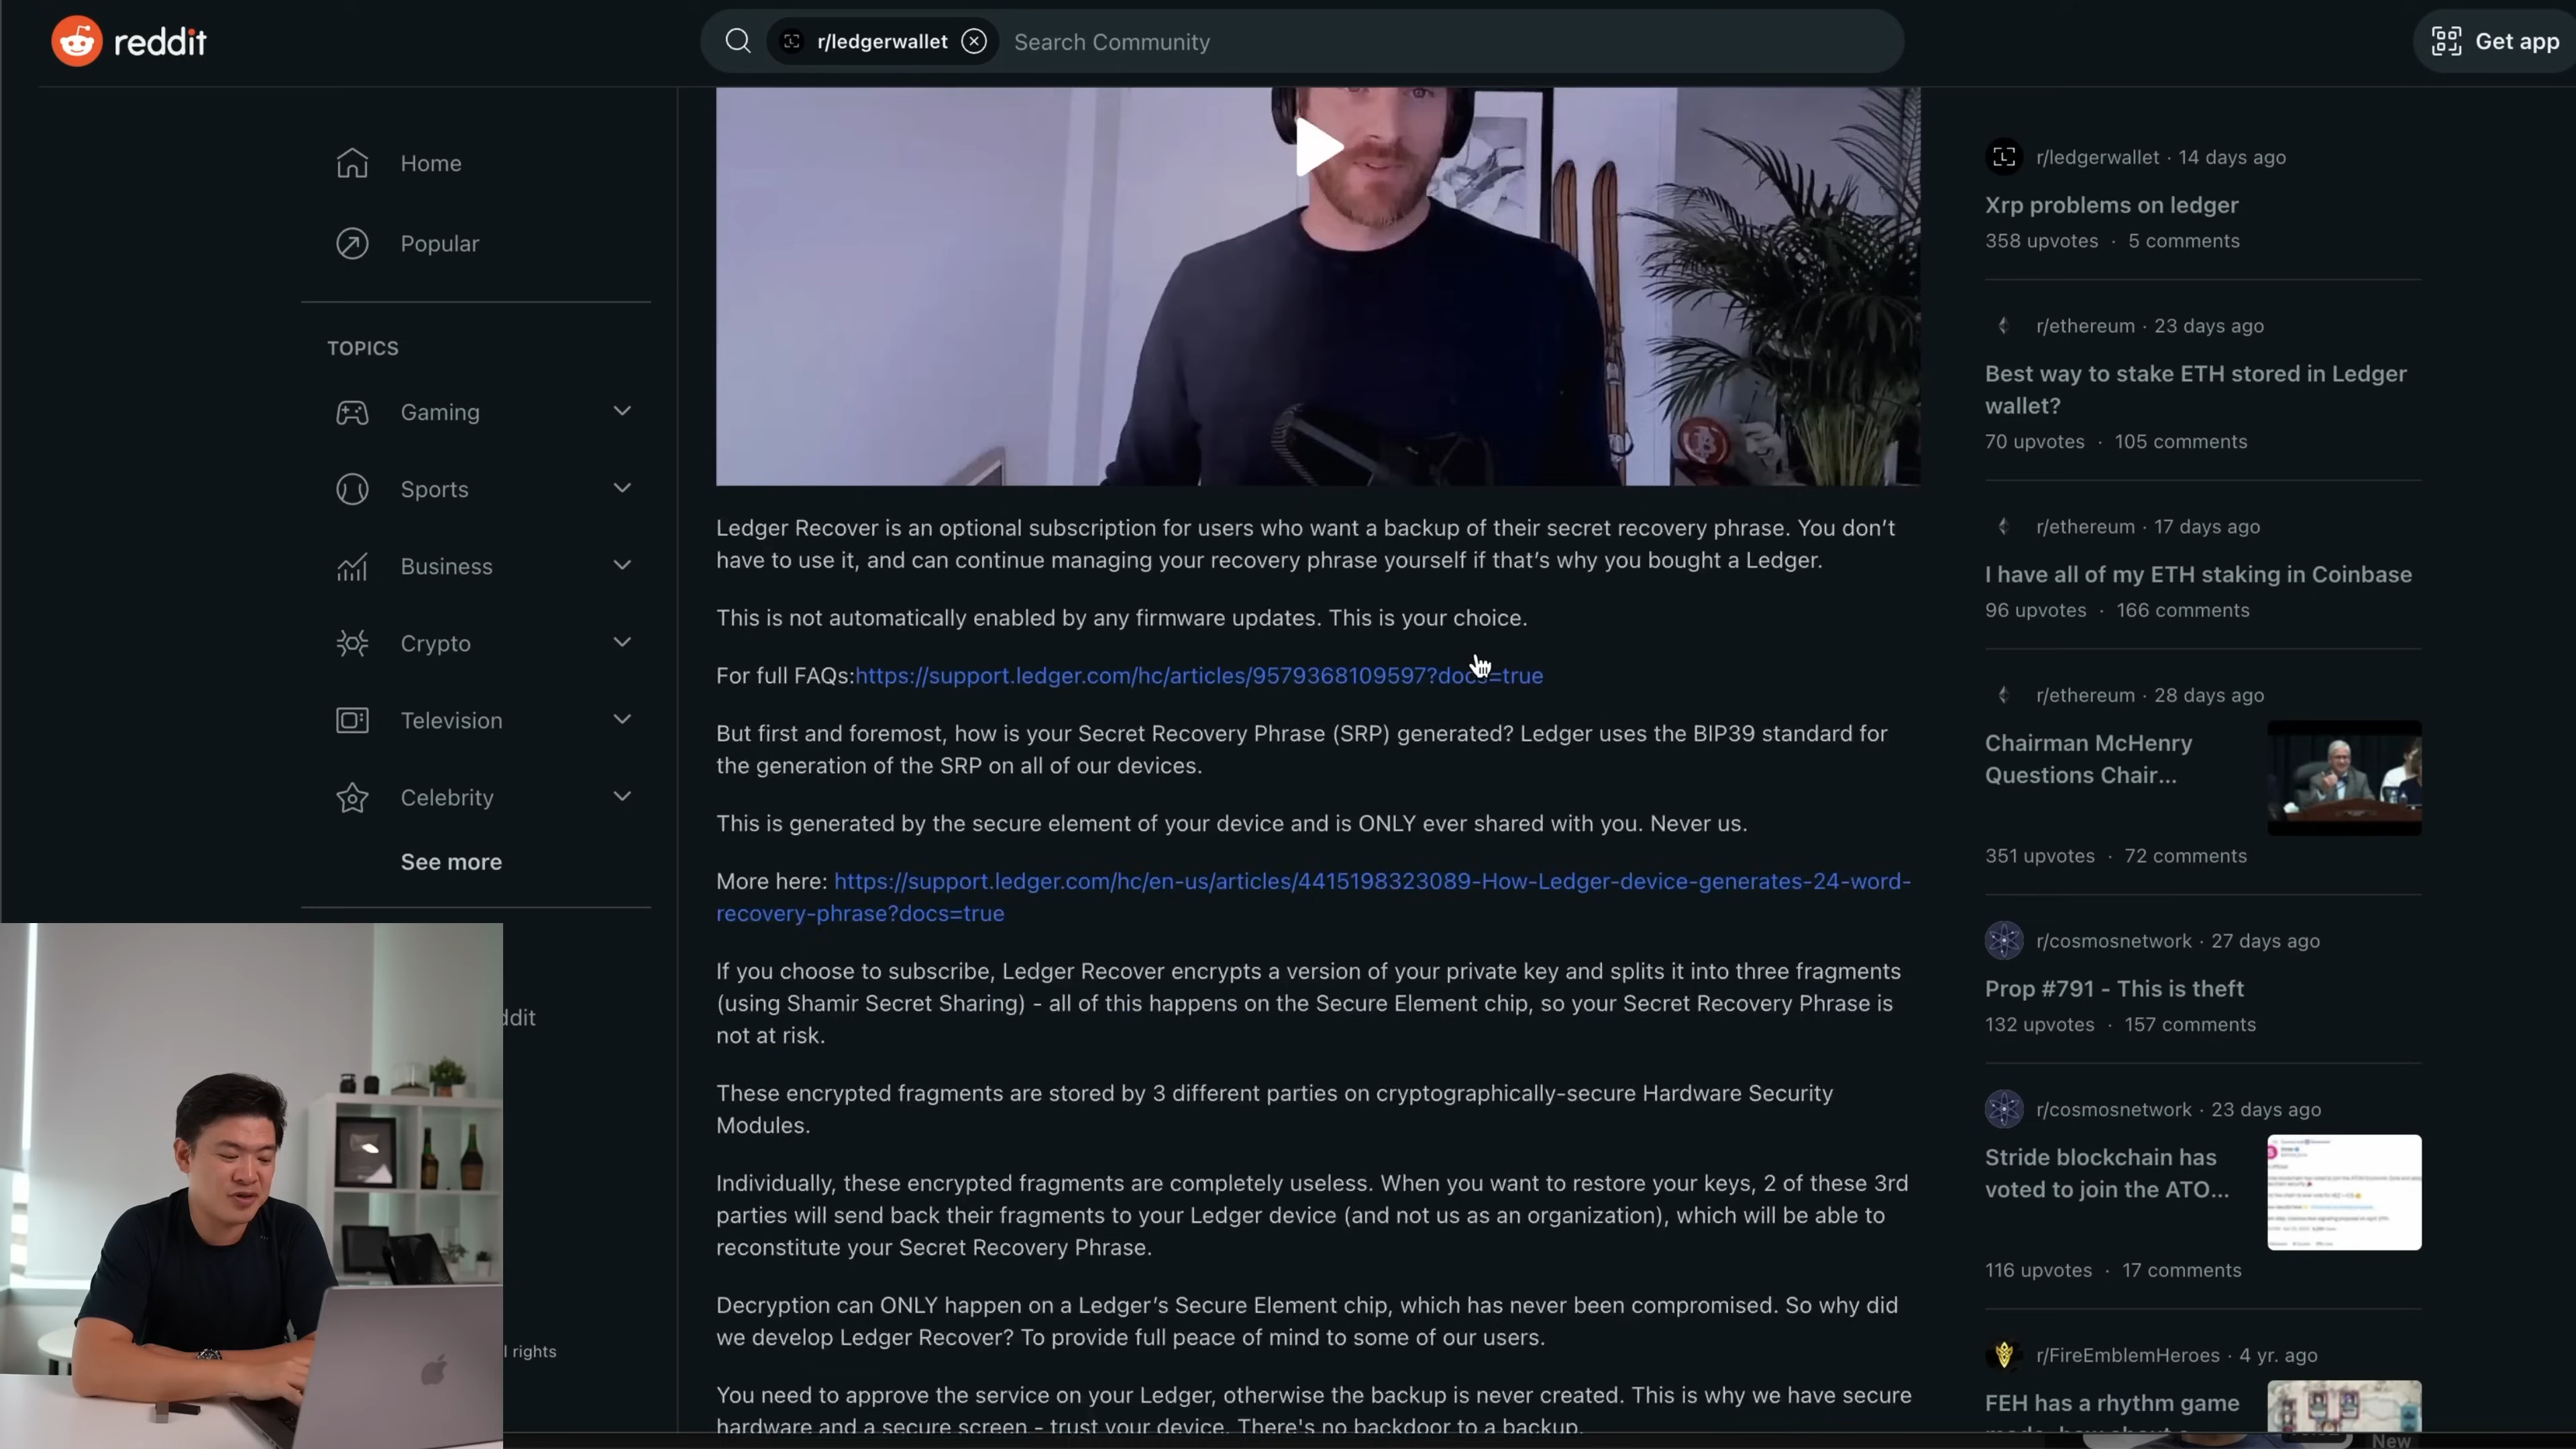 reddit
r/ledgerwallet
Search Community
Get app
Home
Popular
TOPICS
Gaming
Sports
Business
Crypto
Television
Celebrity
See more
ddit
l rights
Ledger Recover is an optional subscription for users who want a backup of their secret recovery phrase. You don't
have to use it, and can continue managing your recovery phrase yourself if that's why you bought a Ledger.
This is not automatically enabled by any firmware updates. This is your choice.
For full FAQs:https://support.ledger.com/hc/articles/9579368109597?docs=true
But first and foremost, how is your Secret Recovery Phrase (SRP) generated? Ledger uses the BIP39 standard for
the generation of the SRP on all of our devices.
This is generated by the secure element of your device and is ONLY ever shared with you. Never us.
More here: https://support.ledger.com/hc/en-us/articles/4415198323089-How-Ledger-device-generates-24-word-
recovery-phrase?docs=true
If you choose to subscribe, Ledger Recover encrypts a version of your private key and splits it into three fragments
(using Shamir Secret Sharing) - all of this happens on the Secure Element chip, so your Secret Recovery Phrase is
not at risk.
These encrypted fragments are stored by 3 different parties on cryptographically-secure Hardware Security
Modules.
Individually, these encrypted fragments are completely useless. When you want to restore your keys, 2 of these 3rd
parties will send back their fragments to your Ledger device (and not us as an organization), which will be able to
reconstitute your Secret Recovery Phrase.
Decryption can ONLY happen on a Ledger's Secure Element chip, which has never been compromised. So why did
we develop Ledger Recover? To provide full peace of mind to some of our users.
You need to approve the service on your Ledger, otherwise the backup is never created. This is why we have secure
hardware and a secure screen - trust your device. There's no backdoor to a backup.
r/ledgerwallet · 14 days ago
Xrp problems on ledger
358 upvotes · 5 comments
r/ethereum · 23 days ago
Best way to stake ETH stored in Ledger
wallet?
70 upvotes · 105 comments
r/ethereum · 17 days ago
I have all of my ETH staking in Coinbase
96 upvotes · 166 comments
r/ethereum · 28 days ago
Chairman McHenry
Questions Chair...
351 upvotes · 72 comments
r/cosmosnetwork · 27 days ago
Prop #791 - This is theft
132 upvotes · 157 comments
r/cosmosnetwork · 23 days ago
Stride blockchain has
voted to join the ATO...
116 upvotes · 17 comments
r/FireEmblemHeroes · 4 yr. ago
FEH has a rhythm game
New